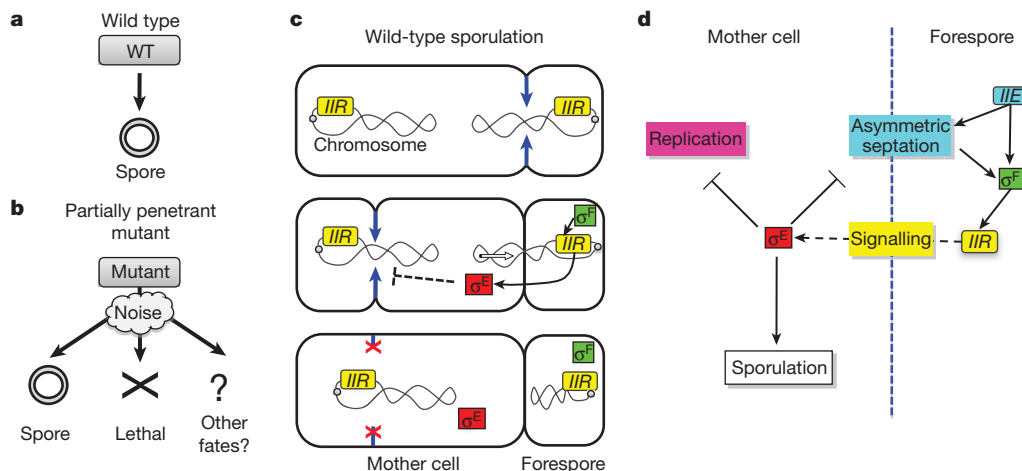 a
Wild type
WT
Spore
b
Partially penetrant
mutant
Mutant
Noise
Spore
Lethal
?
Other
fates?
c
Wild-type sporulation
IIR
IIR
Chromosome
IIR
σF
IIR
σE
IIR
σE
σF
IIR
Mother cell
Forespore
d
Mother cell
Forespore
IIE
Replication
Asymmetric
septation
σF
σE
Signalling
IIR
Sporulation